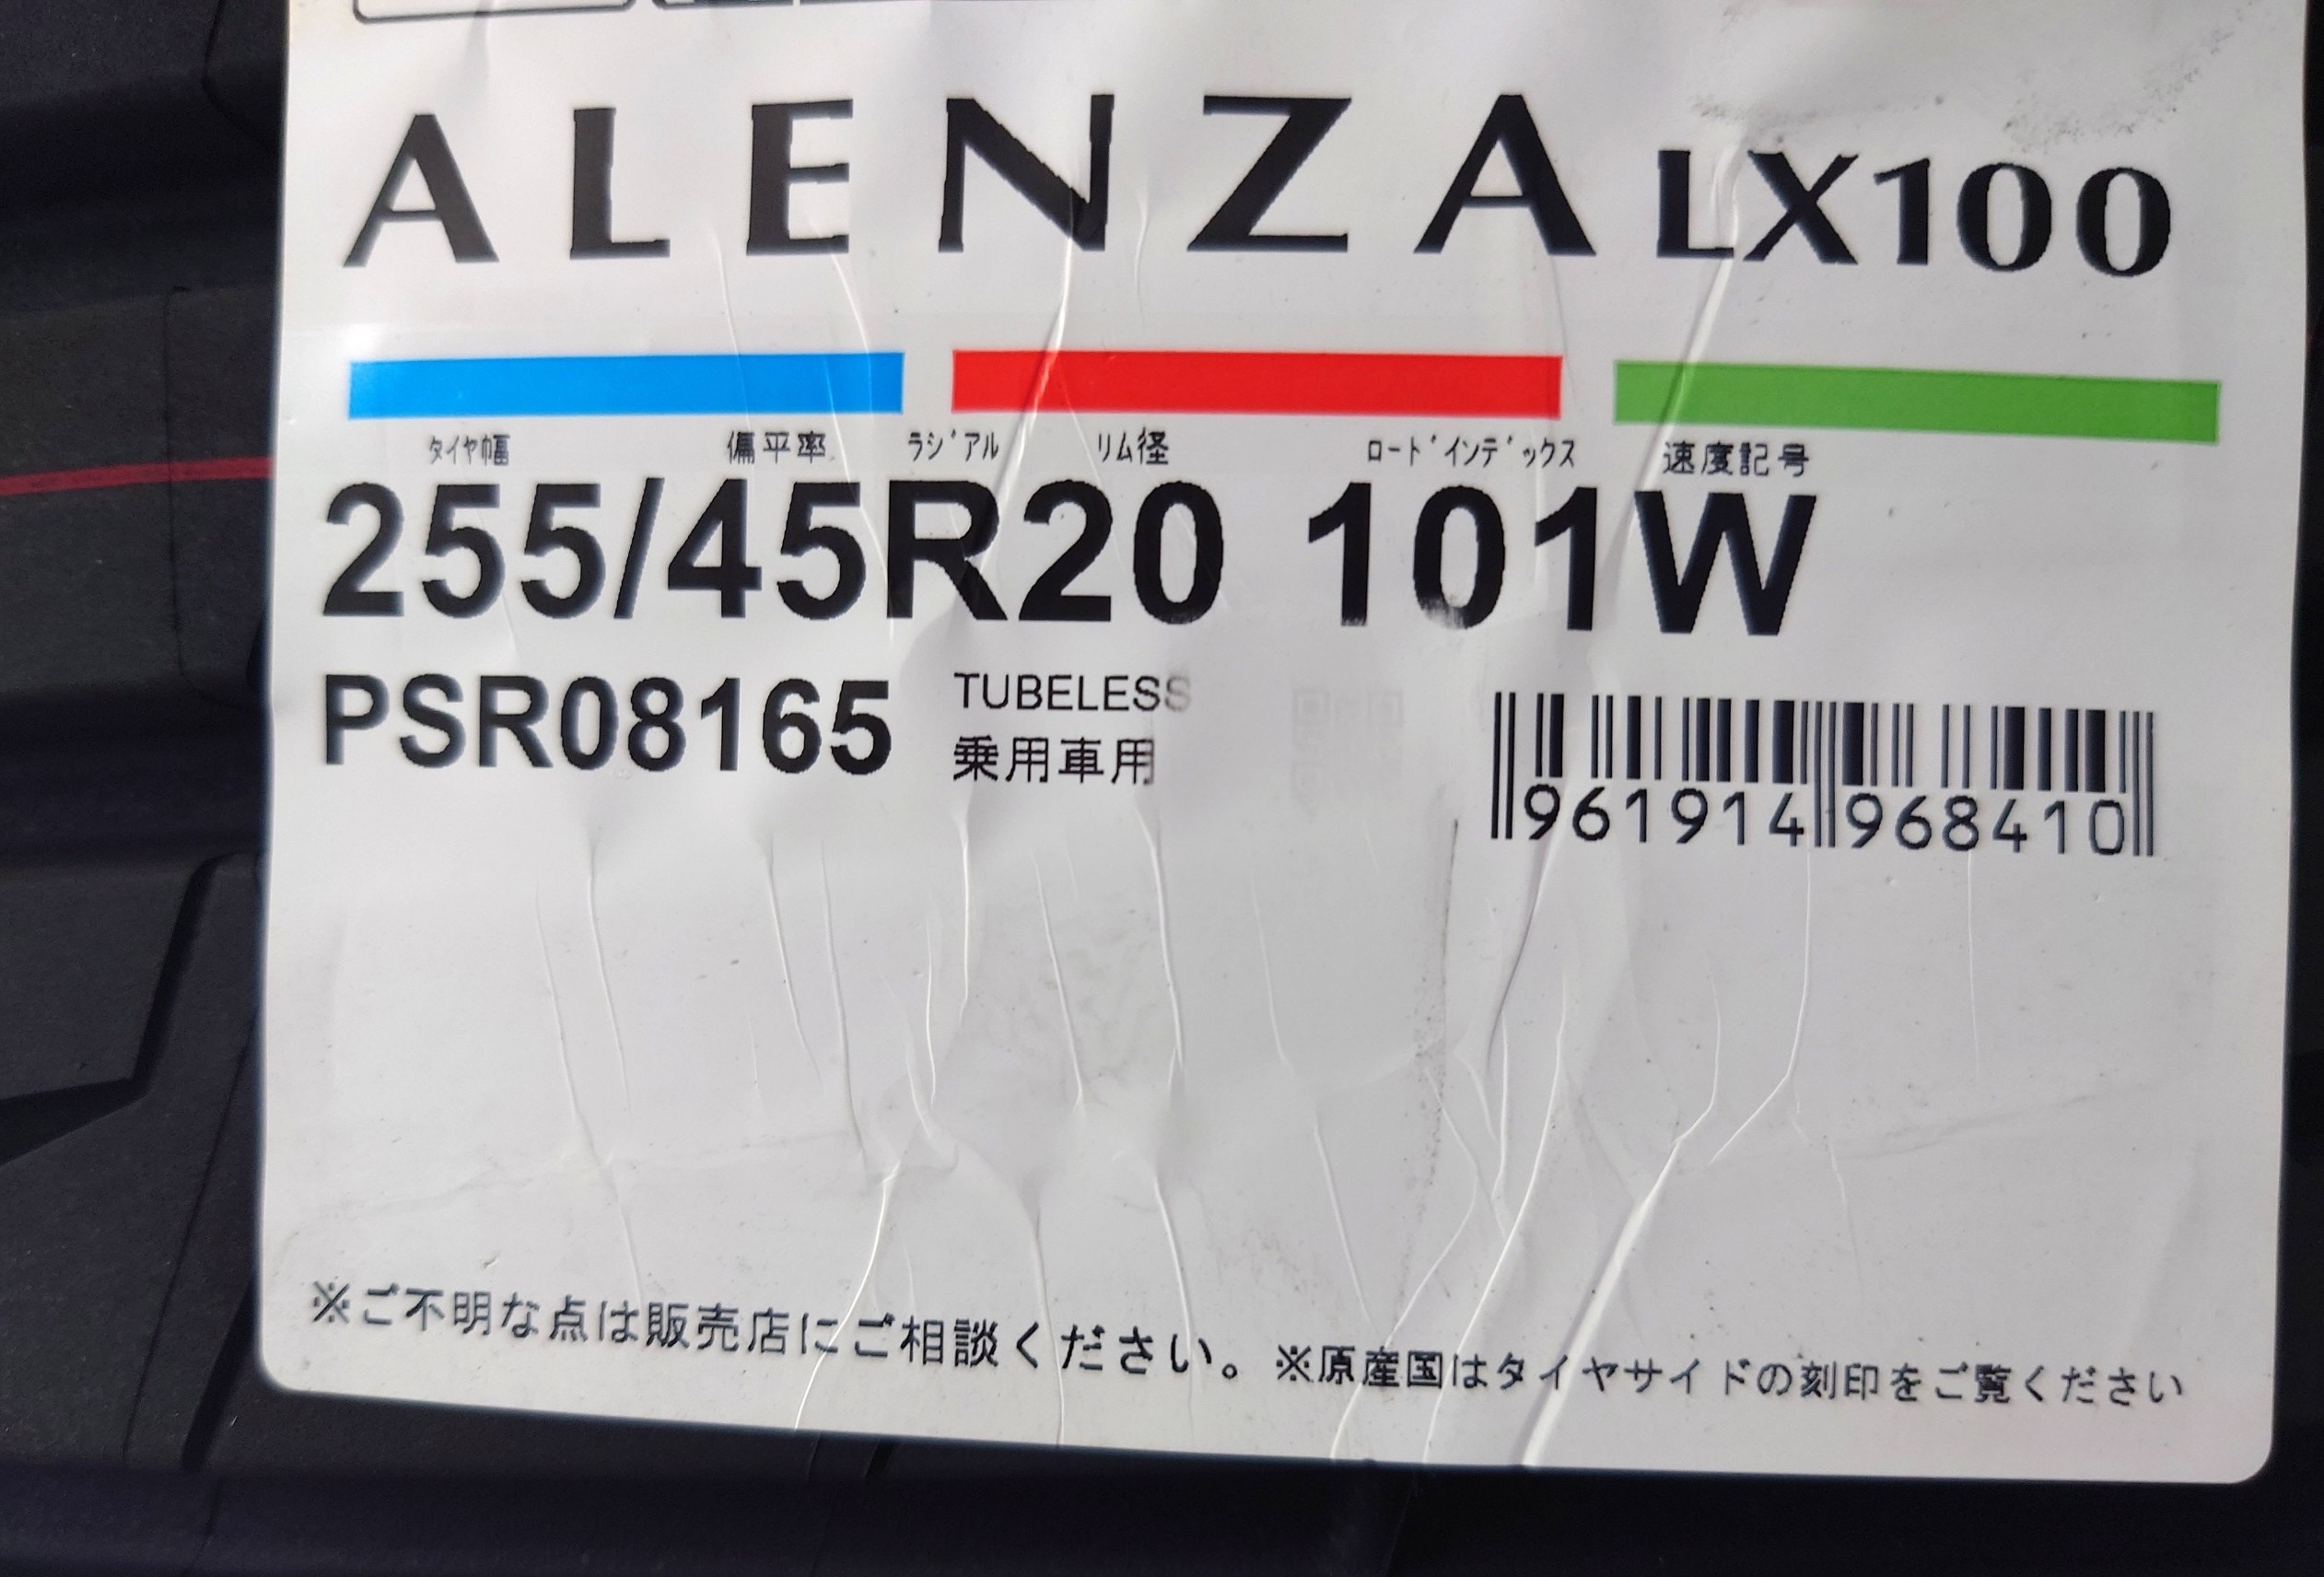 ALENZA LX100
タイヤ幅 偏平率 ラジアル リム径 ロードインデックス 速度記号
255/45R20 101W
PSR08165 TUBELESS
乗用車用
961914 968410
※ご不明な点は販売店にご相談ください。※原産国はタイヤサイドの刻印をご覧ください